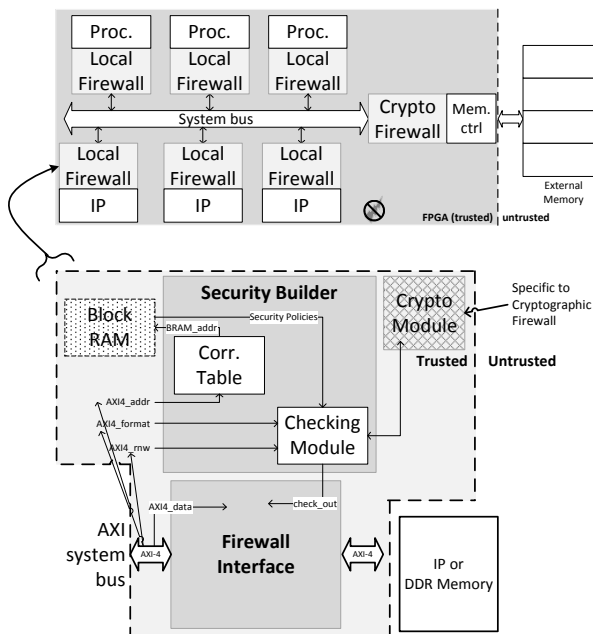 Proc.
Proc.
Proc.
Local
Firewall
Local
Firewall
Local
Firewall
System bus
Crypto
Firewall
Mem.
ctrl
Local
Firewall
Local
Firewall
Local
Firewall
IP
IP
IP
External
Memory
FPGA (trusted)
untrusted
Security Builder
Block
RAM
Security Policies
BRAM_addr
Corr.
Table
Crypto
Module
Specific to
Cryptographic
Firewall
Trusted
Untrusted
AXI4_addr
AXI4_format
AXI4_rnw
Checking
Module
AXI4_data
check_out
AXI
system
bus
AXI-4
Firewall
Interface
AXI-4
IP or
DDR Memory